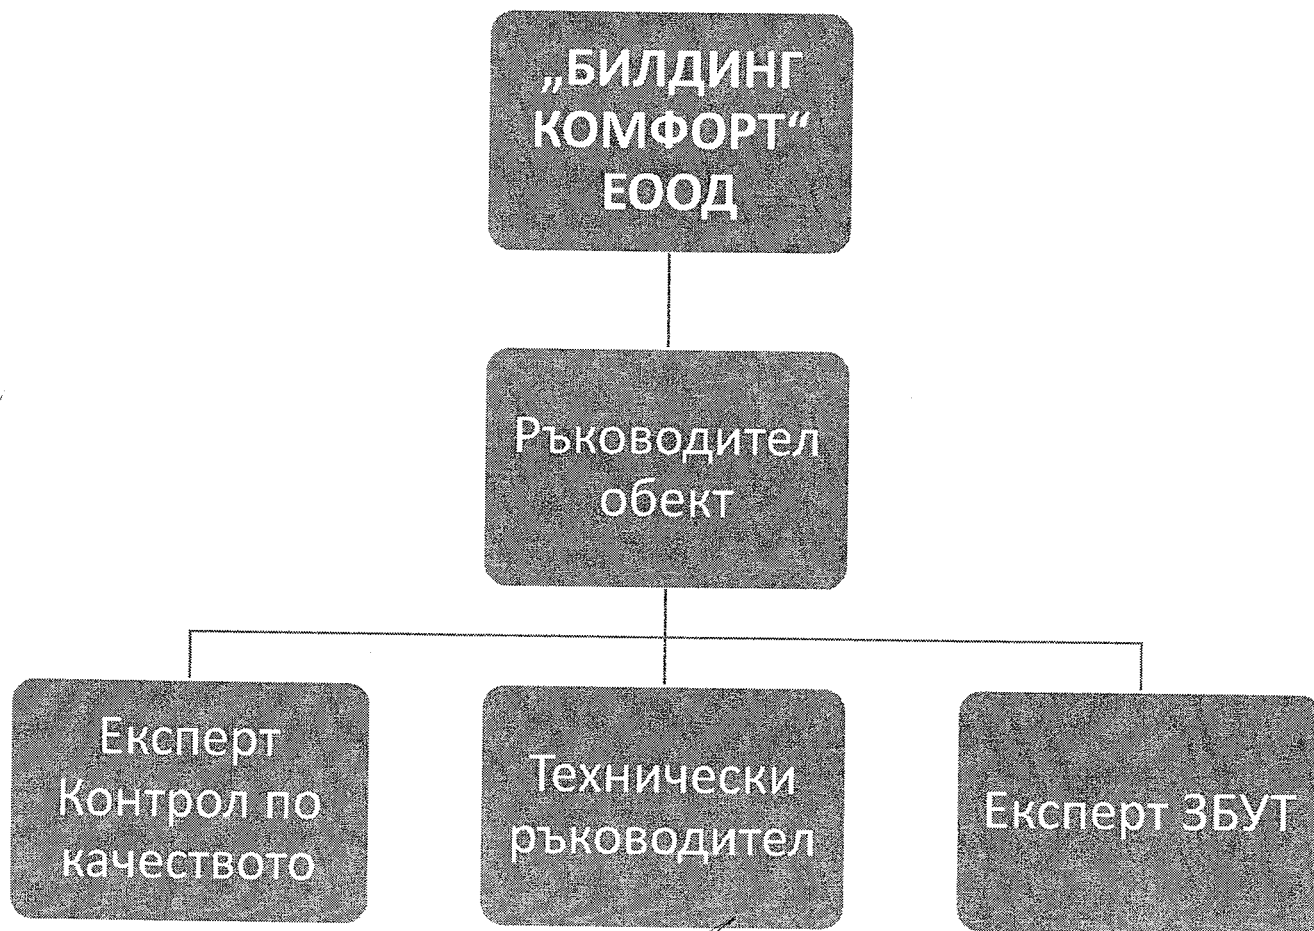 „БИЛДИНГ
КОМФОРТ“
ЕООД
Ръководител
обект
Експерт
Контрол по
качеството
Технически
ръководител
Експерт ЗБУТ